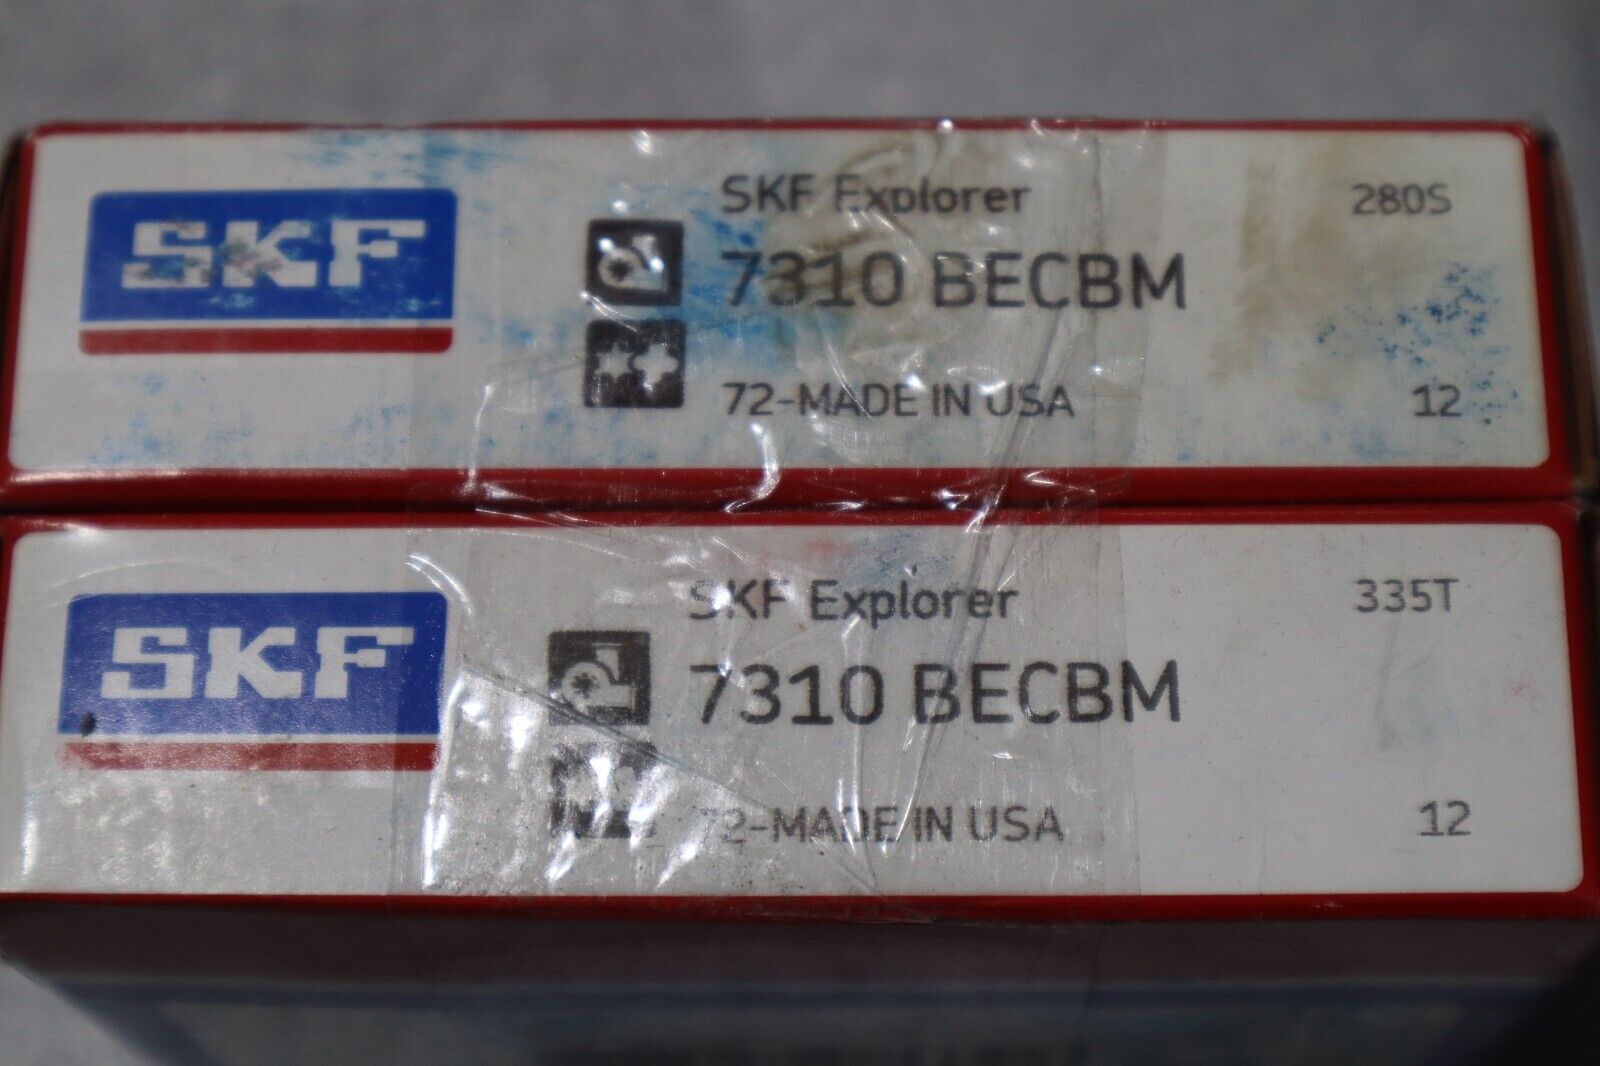 SKF
SKF Explorer 280S
7310 BECBM
72-MADE IN USA 12
SKF
SKF Explorer 335T
7310 BECBM
72-MADE IN USA 12